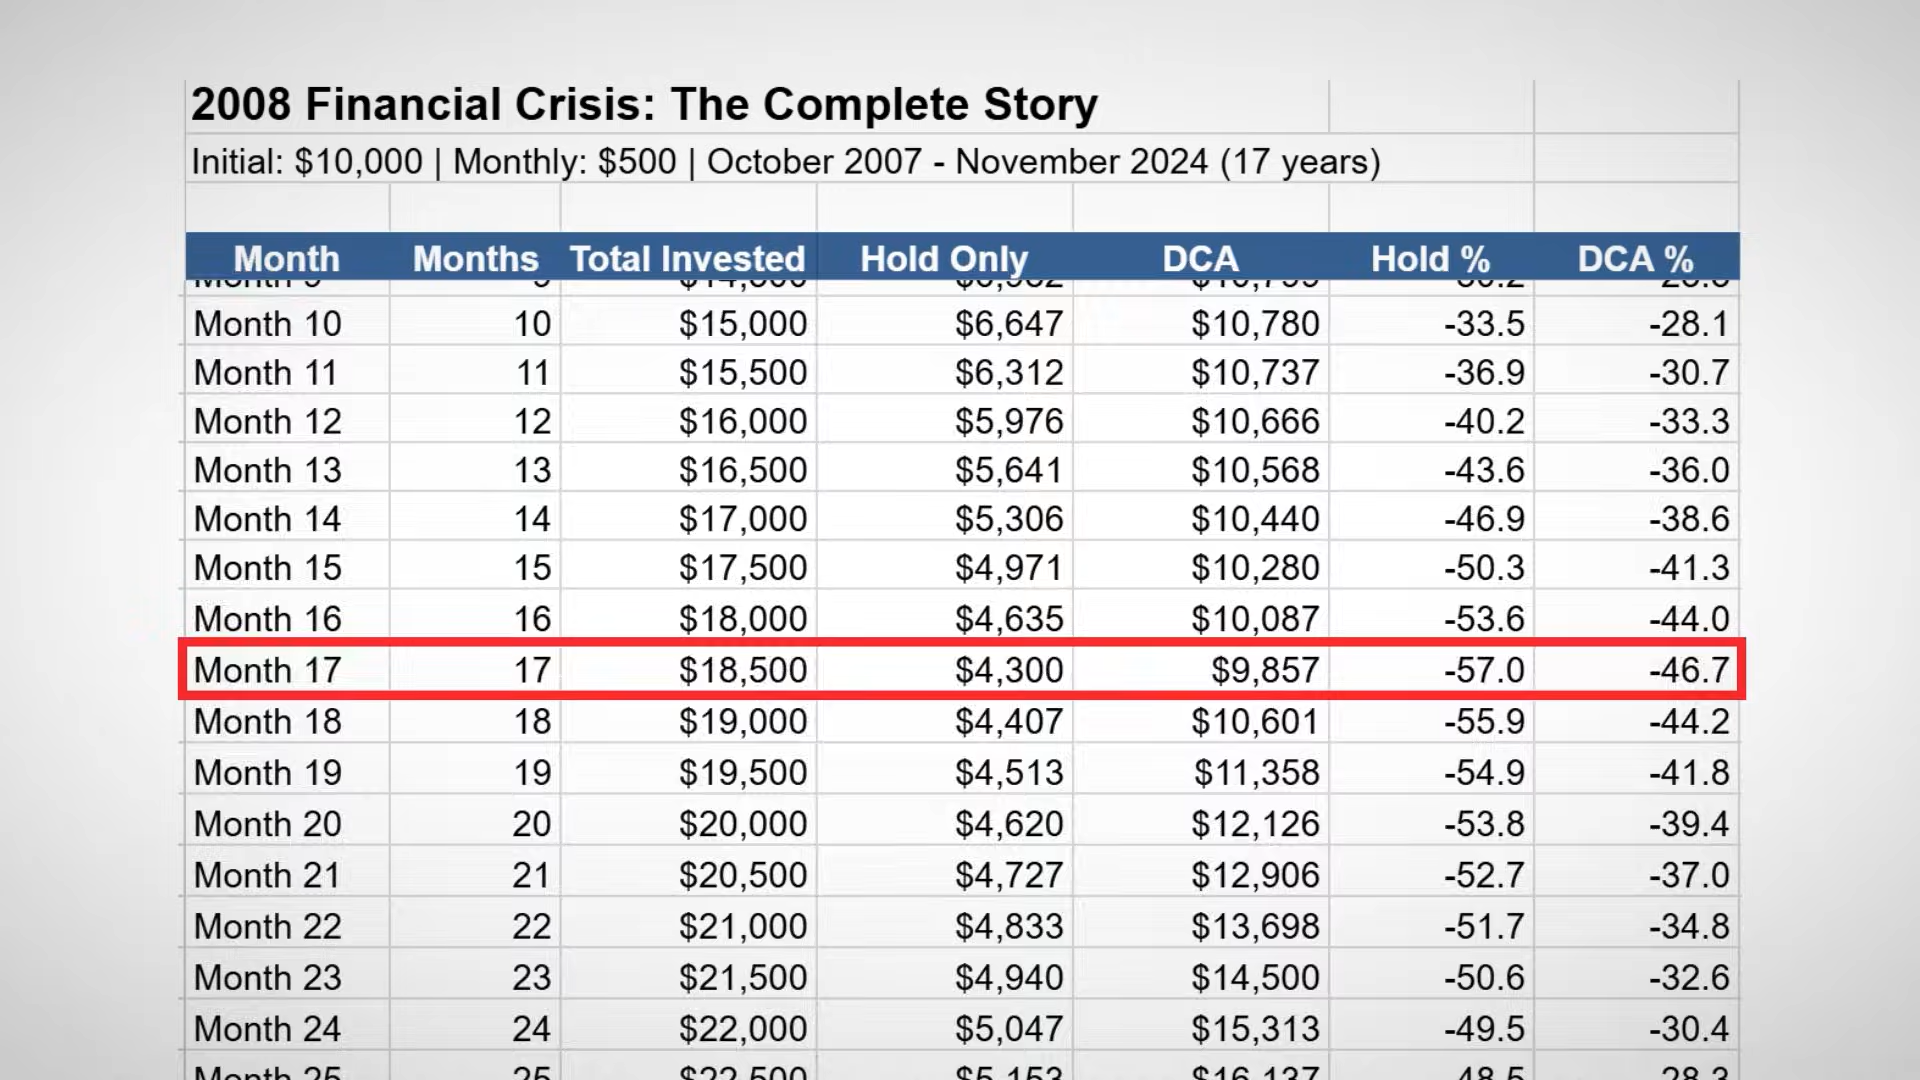 2008 Financial Crisis: The Complete Story
Initial: $10,000 | Monthly: $500 | October 2007 - November 2024 (17 years)
Month Months Total Invested Hold Only DCA Hold % DCA %
Month 10 10 $15,000 $6,647 $10,780 -33.5 -28.1
Month 11 11 $15,500 $6,312 $10,737 -36.9 -30.7
Month 12 12 $16,000 $5,976 $10,666 -40.2 -33.3
Month 13 13 $16,500 $5,641 $10,568 -43.6 -36.0
Month 14 14 $17,000 $5,306 $10,440 -46.9 -38.6
Month 15 15 $17,500 $4,971 $10,280 -50.3 -41.3
Month 16 16 $18,000 $4,635 $10,087 -53.6 -44.0
Month 17 17 $18,500 $4,300 $9,857 -57.0 -46.7
Month 18 18 $19,000 $4,407 $10,601 -55.9 -44.2
Month 19 19 $19,500 $4,513 $11,358 -54.9 -41.8
Month 20 20 $20,000 $4,620 $12,126 -53.8 -39.4
Month 21 21 $20,500 $4,727 $12,906 -52.7 -37.0
Month 22 22 $21,000 $4,833 $13,698 -51.7 -34.8
Month 23 23 $21,500 $4,940 $14,500 -50.6 -32.6
Month 24 24 $22,000 $5,047 $15,313 -49.5 -30.4
Month 25 25 $22,500 $5,153 $16,137